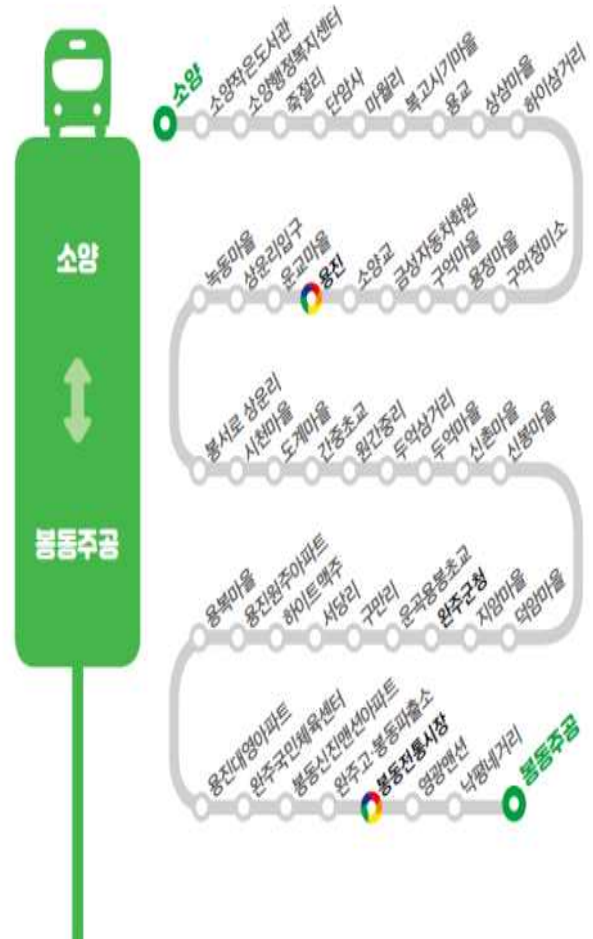 소양
봉동주공
소양
소양작은도서관
소양행정복지센터
죽절리
단암사
마월리
복고시기마을
용교
상삼마을
하이삼거리
녹동마을
상운리입구
운교마을
용진
소양교
금성자동차학원
구억마을
용정마을
구억정미소
봉서로 상운리
시천마을
도계마을
간중초교
원간중리
두억삼거리
두억마을
신촌마을
신봉마을
용복마을
용진원주아파트
하이트맥주
서당리
구만리
운곡용봉초교
완주군청
지암마을
덕암마을
용진대영아파트
완주국민체육센터
봉동신진맨션아파트
완주고·봉동파출소
봉동전통시장
영광맨션
낙평네거리
봉동주공